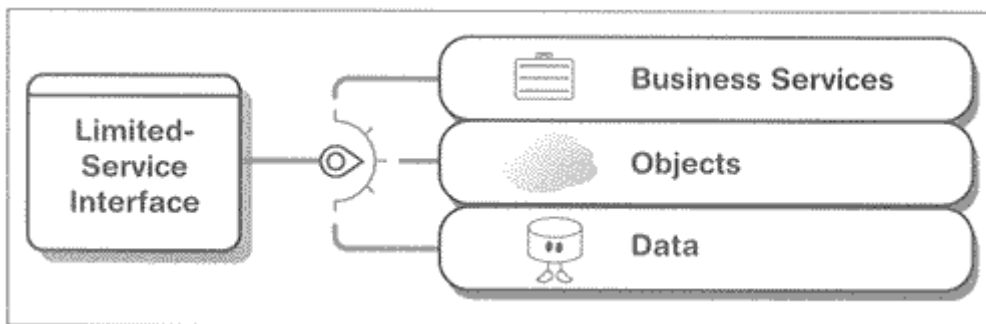 Limited-
Service
Interface
Business Services
Objects
Data